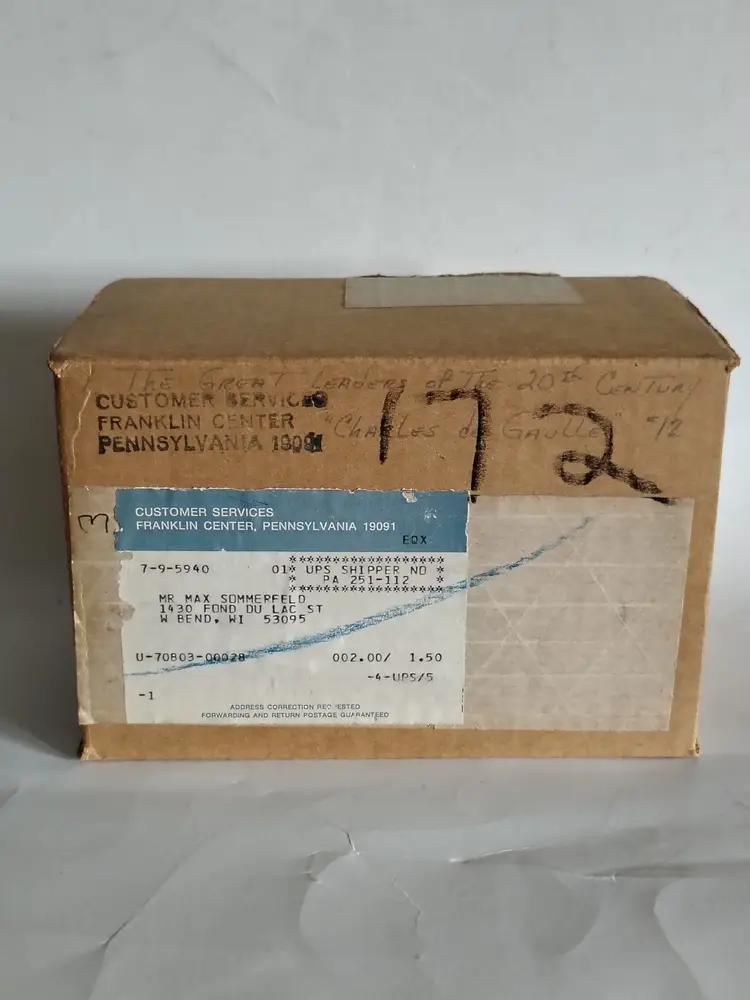 The Great Leaders of The 20th Century
"Charles de Gaulle" #12
CUSTOMER SERVICES
FRANKLIN CENTER
PENNSYLVANIA 19091
172
M
CUSTOMER SERVICES
FRANKLIN CENTER, PENNSYLVANIA 19091
EQX
7-9-5940 01* UPS SHIPPER NO *
* PA 251-112 *
MR MAX SOMMERFELD
1430 FOND DU LAC ST
W BEND, WI 53095
U-70803-00028 002.00/ 1.50
-4-UPS/5
-1
ADDRESS CORRECTION REQUESTED
FORWARDING AND RETURN POSTAGE GUARANTEED